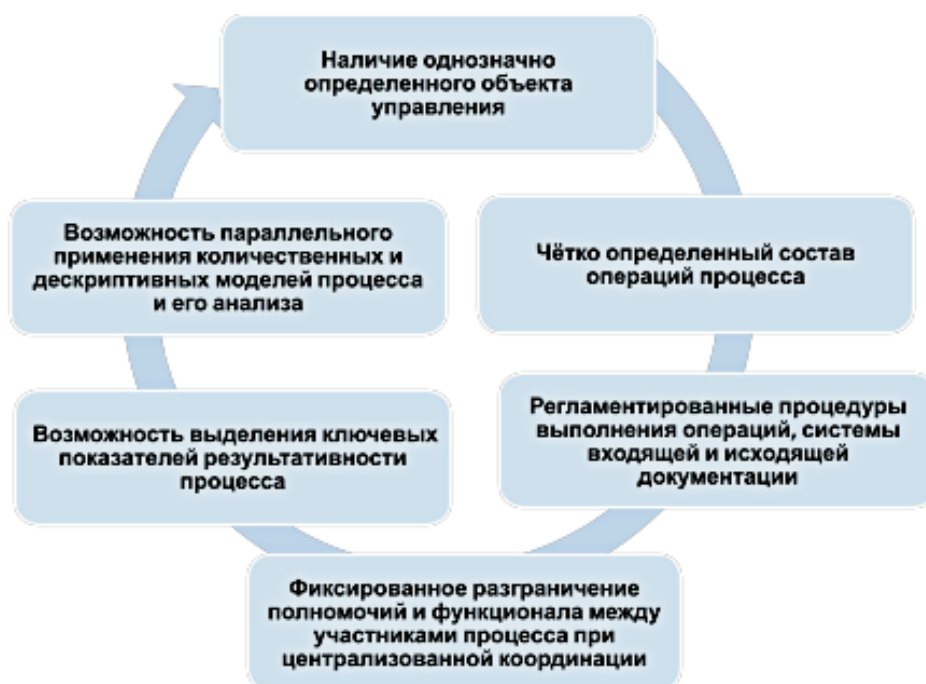 Наличие однозначно
определенного объекта
управления
Чётко определенный состав
операций процесса
Регламентированные процедуры
выполнения операций, системы
входящей и исходящей
документации
Фиксированное разграничение
полномочий и функционала между
участниками процесса при
централизованной координации
Возможность выделения ключевых
показателей результативности
процесса
Возможность параллельного
применения количественных и
дескриптивных моделей процесса
и его анализа